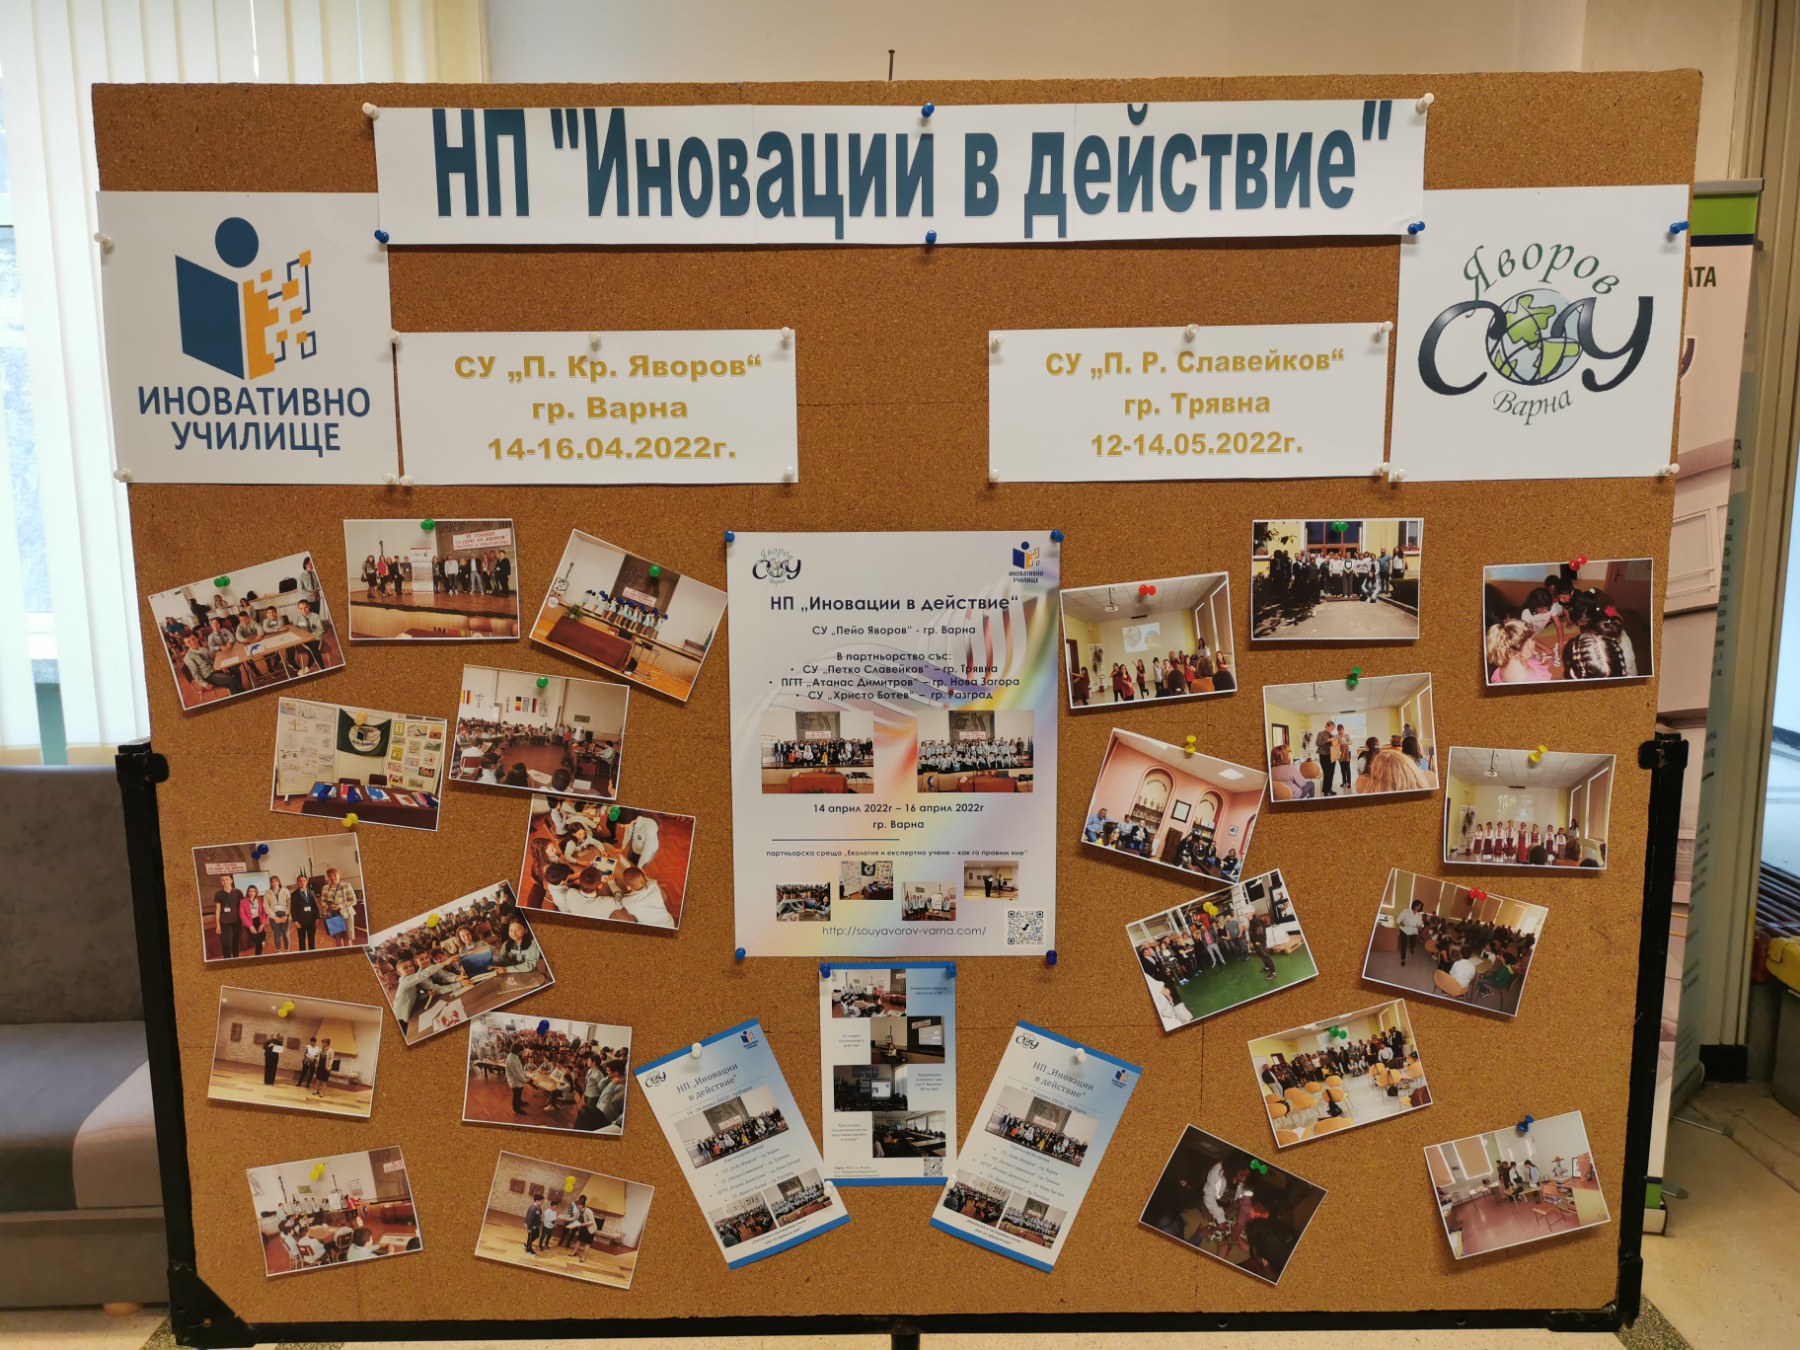 НП "Иновации в действие"
ИНОВАТИВНО
УЧИЛИЩЕ
СУ „П. Кр. Яворов“
гр. Варна
14-16.04.2022г.
СУ „П. Р. Славейков“
гр. Трявна
12-14.05.2022г.
Яворов
СОУ
Варна
АТА
Яворов
СОУ
Варна
ИНОВАТИВНО
УЧИЛИЩЕ
НП „Иновации в действие“
СУ „Пейо Яворов“ - гр. Варна
В партньорство със:
• СУ „Петко Славейков“ – гр. Трявна
• ПГПТ „Атанас Димитров“ – гр. Нова Загора
• СУ „Христо Ботев“ – гр. Разград
14 април 2022г – 16 април 2022г
гр. Варна
партньорска среща „Екология и експертно учене – как го правим ние“
http://souyavorov-varna.com/
НП „Иновации
в действие“
НП „Иновации
в действие“